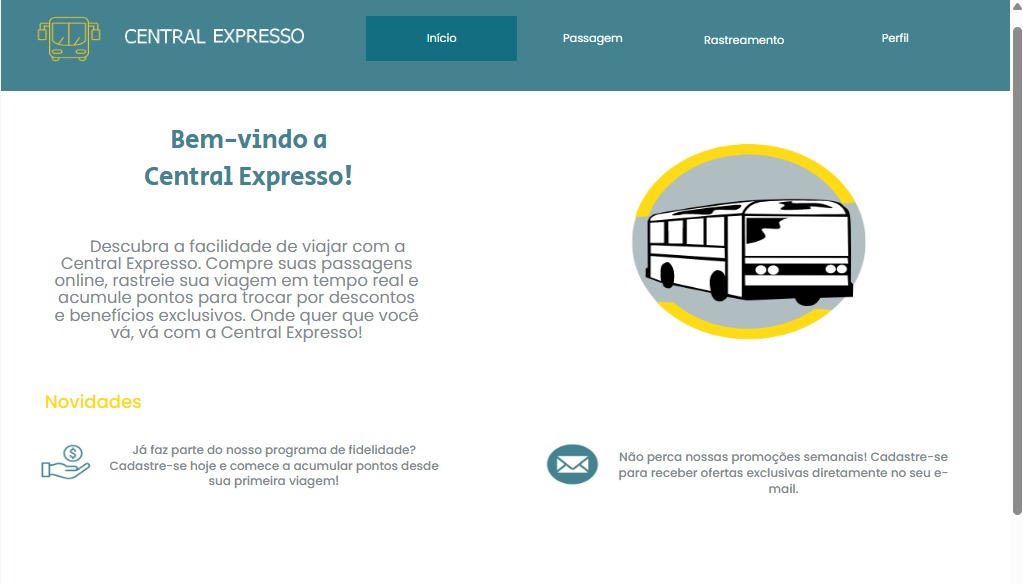 CENTRAL EXPRESSO
Início
Passagem
Rastreamento
Perfil
Bem-vindo a
Central Expresso!
Descubra a facilidade de viajar com a
Central Expresso. Compre suas passagens
online, rastreie sua viagem em tempo real e
acumule pontos para trocar por descontos
e benefícios exclusivos. Onde quer que você
vá, vá com a Central Expresso!
Novidades
$
Já faz parte do nosso programa de fidelidade?
Cadastre-se hoje e comece a acumular pontos desde
sua primeira viagem!
Não perca nossas promoções semanais! Cadastre-se
para receber ofertas exclusivas diretamente no seu e-
mail.